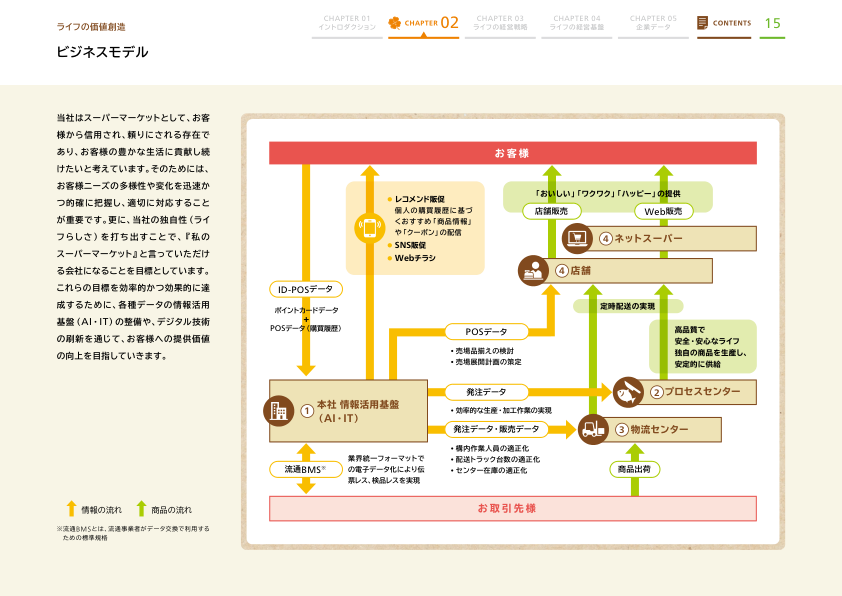 ライフの価値創造
ビジネスモデル
CHAPTER 01
イントロダクション
CHAPTER 02
CHAPTER 03
ライフの経営戦略
CHAPTER 04
ライフの経営基盤
CHAPTER 05
企業データ
CONTENTS
15
当社はスーパーマーケットとして、お客
様から信用され、頼りにされる存在で
あり、お客様の豊かな生活に貢献し続
けたいと考えています。そのためには、
お客様ニーズの多様性や変化を迅速か
つ的確に把握し、適切に対応すること
が重要です。更に、当社の独自性（ライ
フらしさ）を打ち出すことで、『私の
スーパーマーケット』と言っていただけ
る会社になることを目標としています。
これらの目標を効率的かつ効果的に達
成するために、各種データの情報活用
基盤（AI・IT）の整備や、デジタル技術
の刷新を通じて、お客様への提供価値
の向上を目指していきます。
情報の流れ
商品の流れ
※流通BMSとは、流通事業者がデータ交換で利用する
ための標準規格
お客様
レコメンド販促
個人の購買履歴に基づ
くおすすめ「商品情報」
や「クーポン」の配信
SNS販促
Webチラシ
「おいしい」「ワクワク」「ハッピー」の提供
店舗販売
Web販売
④ネットスーパー
④店舗
ID-POSデータ
ポイントカードデータ
+
POSデータ（購買履歴）
定時配送の実現
POSデータ
・売場品揃えの検討
・売場展開計画の策定
高品質で
安全・安心なライフ
独自の商品を生産し、
安定的に供給
①本社 情報活用基盤
（AI・IT）
発注データ
・効率的な生産・加工作業の実現
②プロセスセンター
発注データ・販売データ
・構内作業人員の適正化
・配送トラック台数の適正化
・センター在庫の適正化
③物流センター
流通BMS※
業界統一フォーマットで
の電子データ化により伝
票レス、検品レスを実現
商品出荷
お取引先様